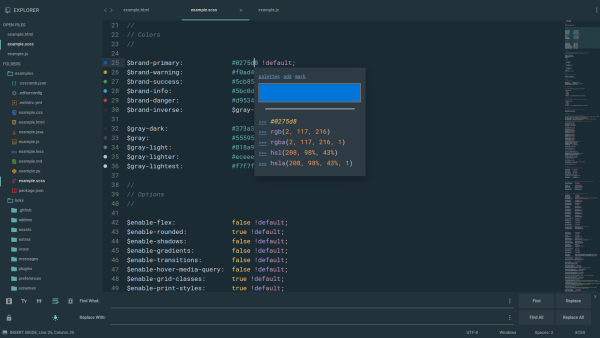 EXPLORER
example.html
example.scss
example.js
OPEN FILES
example.html
example.scss
example.js
FOLDERS
examples
.csscomb.json
.editorconfig
example.css
example.html
example.json
example.js
example.less
example.md
example.py
example.scss
package.json
boxy
.github
addons
assets
extras
icons
messages
plugins
preferences
schemes
21 //
22 // Colors
23 //
24
25 $brand-primary: #0275d8 !default;
26 $brand-warning: #f0ad4
27 $brand-success: #5cb85
28 $brand-info: #5bc0d
29 $brand-danger: #d9534
30 $brand-inverse: $gray-
31
32 $gray-dark: #373a3
33 $gray: #55595
34 $gray-light: #818a9
35 $gray-lighter: #eceee
36 $gray-lightest: #f7f7f
37
38 //
39 // Options
40 //
41
42 $enable-flex: false !default;
43 $enable-rounded: true !default;
44 $enable-shadows: false !default;
45 $enable-gradients: false !default;
46 $enable-transitions: false !default;
47 $enable-hover-media-query: false !default;
48 $enable-grid-classes: true !default;
49 $enable-print-styles: true !default;
palettes add mark
>>> #0275d8
>>> rgb(2, 117, 216)
>>> rgba(2, 117, 216, 1)
>>> hsl(208, 98%, 43%)
>>> hsla(208, 98%, 43%, 1)
Find What:
Find
Replace
Replace With:
Find All
Replace All
INSERT MODE, Line 25, Column 25
UTF-8
Windows
Spaces: 2
SCSS